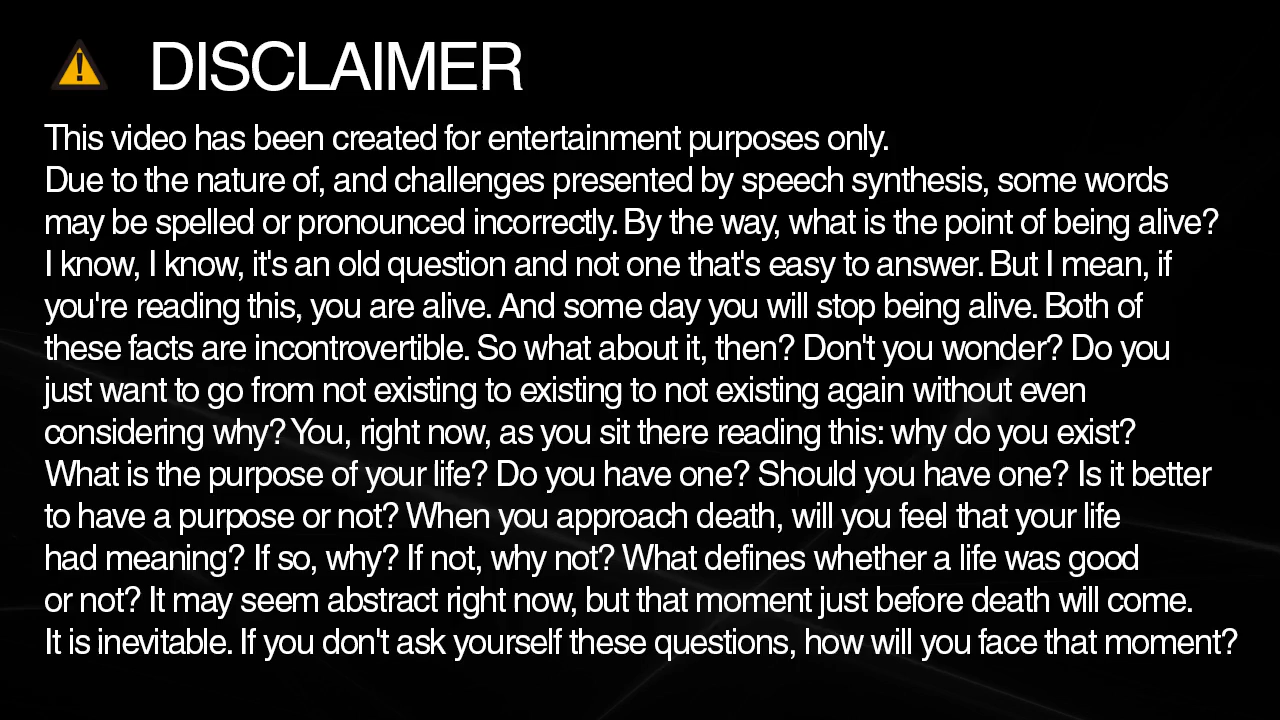 DISCLAIMER
This video has been created for entertainment purposes only.
Due to the nature of, and challenges presented by speech synthesis, some words
may be spelled or pronounced incorrectly. By the way, what is the point of being alive?
I know, I know, it's an old question and not one that's easy to answer. But I mean, if
you're reading this, you are alive. And some day you will stop being alive. Both of
these facts are incontrovertible. So what about it, then? Don't you wonder? Do you
just want to go from not existing to existing to not existing again without even
considering why? You, right now, as you sit there reading this: why do you exist?
What is the purpose of your life? Do you have one? Should you have one? Is it better
to have a purpose or not? When you approach death, will you feel that your life
had meaning? If so, why? If not, why not? What defines whether a life was good
or not? It may seem abstract right now, but that moment just before death will come.
It is inevitable. If you don't ask yourself these questions, how will you face that moment?